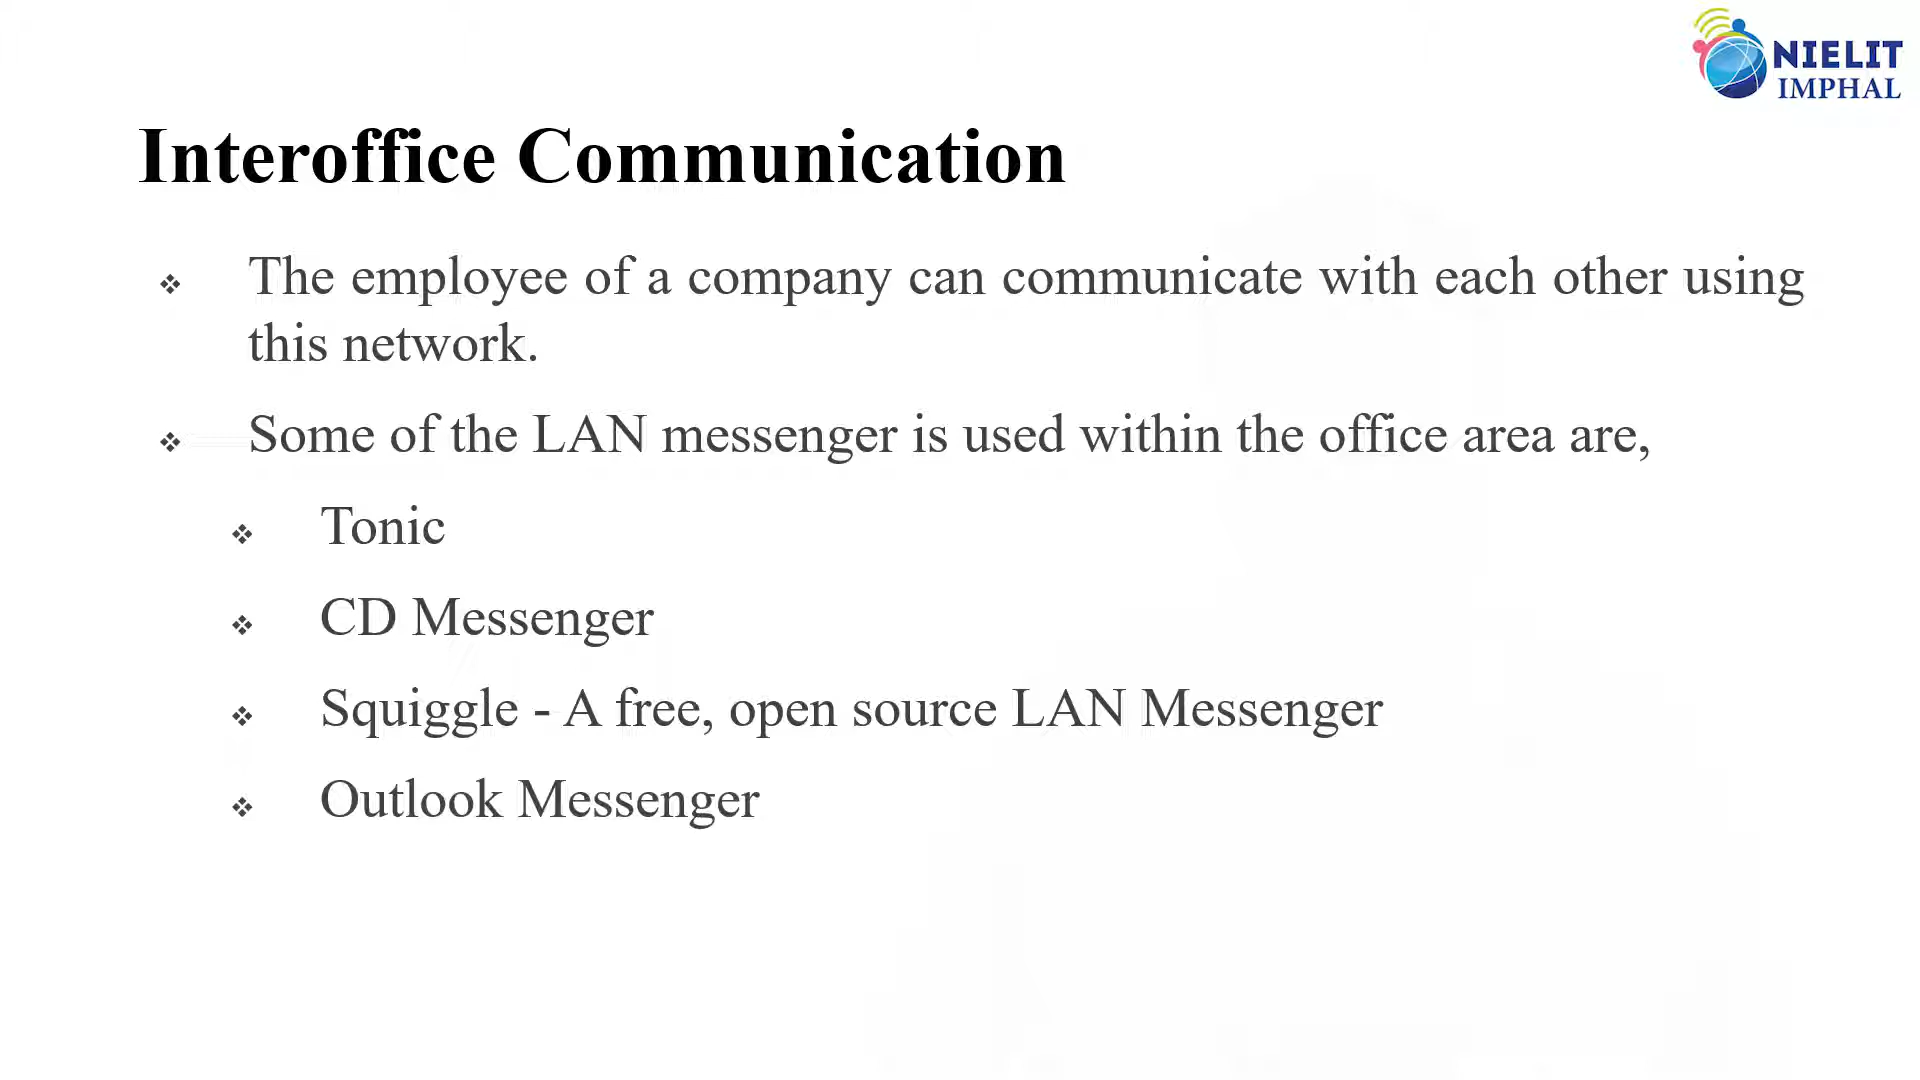 NIELIT
IMPHAL
Interoffice Communication
The employee of a company can communicate with each other using
this network.
Some of the LAN messenger is used within the office area are,
Tonic
CD Messenger
Squiggle - A free, open source LAN Messenger
Outlook Messenger